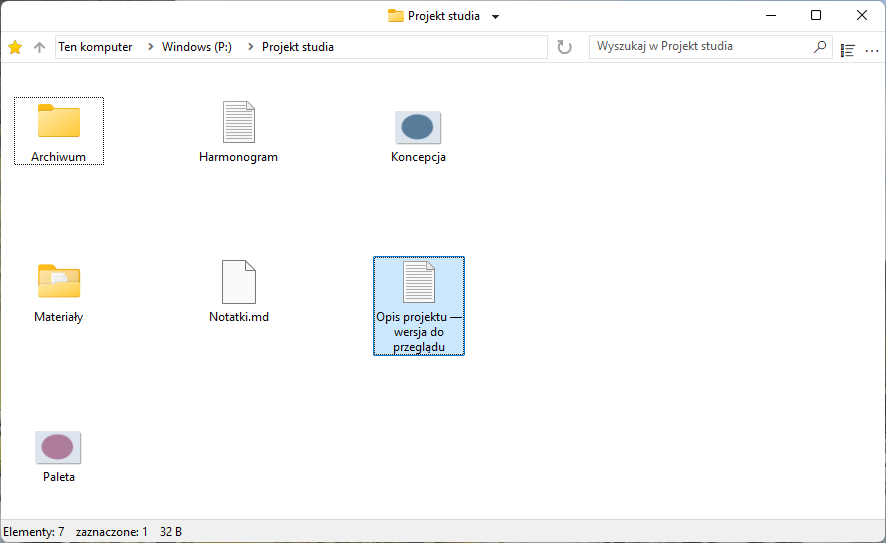 Projekt studia
Ten komputer Windows (P:) Projekt studia
Wyszukaj w Projekt studia
Archiwum
Harmonogram
Koncepcja
Materiały
Notatki.md
Opis projektu —
wersja do
przeglądu
Paleta
Elementy: 7 zaznaczone: 1 32 B